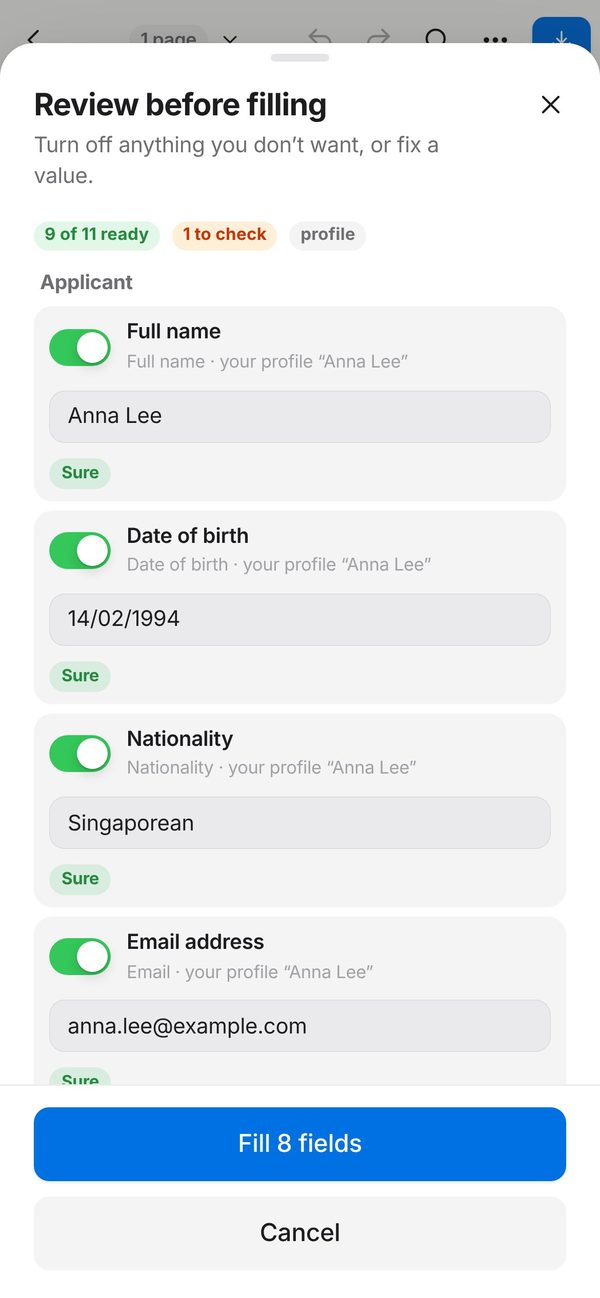 1 page
Review before filling
Turn off anything you don’t want, or fix a
value.
9 of 11 ready
1 to check
profile
Applicant
Full name
Full name · your profile “Anna Lee”
Anna Lee
Sure
Date of birth
Date of birth · your profile “Anna Lee”
14/02/1994
Sure
Nationality
Nationality · your profile “Anna Lee”
Singaporean
Sure
Email address
Email · your profile “Anna Lee”
anna.lee@example.com
Sure
Fill 8 fields
Cancel